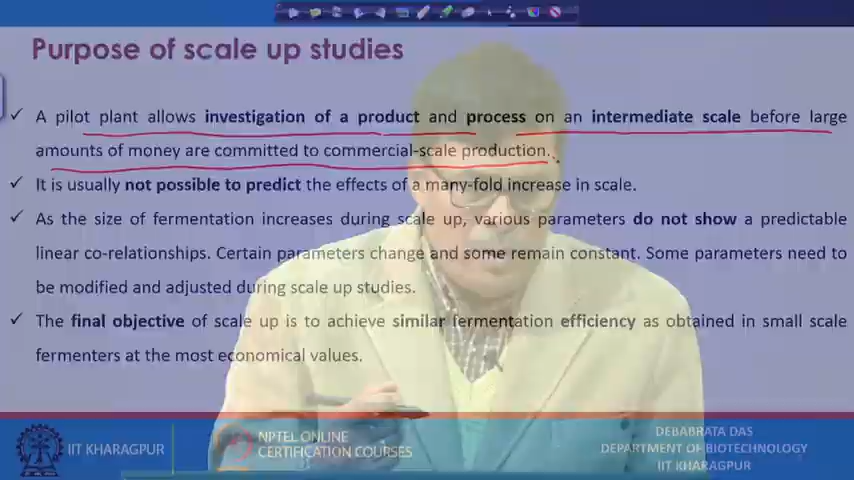 Purpose of scale up studies
✓ A pilot plant allows investigation of a product and process on an intermediate scale before large
amounts of money are committed to commercial-scale production.
✓ It is usually not possible to predict the effects of a many-fold increase in scale.
✓ As the size of fermentation increases during scale up, various parameters do not show a predictable
linear co-relationships. Certain parameters change and some remain constant. Some parameters need to
be modified and adjusted during scale up studies.
✓ The final objective of scale up is to achieve similar fermentation efficiency as obtained in small scale
fermenters at the most economical values.
IIT KHARAGPUR
NPTEL ONLINE
CERTIFICATION COURSES
DEBABRATA DAS
DEPARTMENT OF BIOTECHNOLOGY
IIT KHARAGPUR